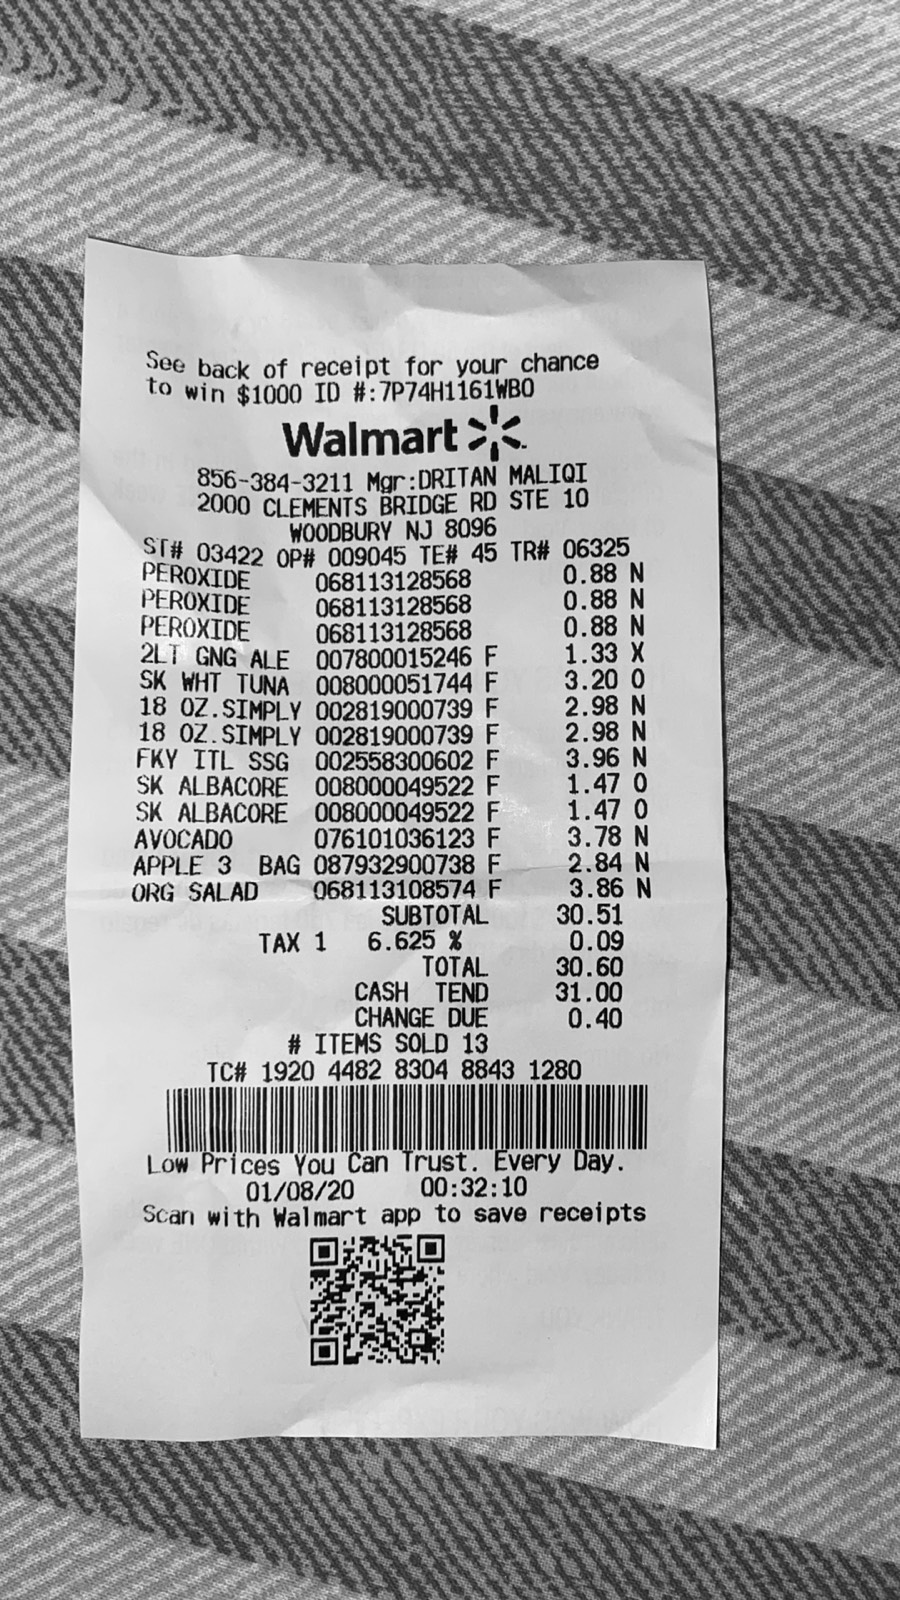 See back of receipt for your chance
to win $1000 ID #:7P74H1161WBO
Walmart
856-384-3211 Mgr:DRITAN MALIQI
2000 CLEMENTS BRIDGE RD STE 10
WOODBURY NJ 8096
ST# 03422 OP# 009045 TE# 45 TR# 06325
PEROXIDE 068113128568 0.88 N
PEROXIDE 068113128568 0.88 N
PEROXIDE 068113128568 0.88 N
2LT GNG ALE 007800015246 F 1.33 X
SK WHT TUNA 008000051744 F 3.20 O
18 OZ.SIMPLY 002819000739 F 2.98 N
18 OZ.SIMPLY 002819000739 F 2.98 N
FKY ITL SSG 002558300602 F 3.96 N
SK ALBACORE 008000049522 F 1.47 O
SK ALBACORE 008000049522 F 1.47 O
AVOCADO 076101036123 F 3.78 N
APPLE 3 BAG 087932900738 F 2.84 N
ORG SALAD 068113108574 F 3.86 N
SUBTOTAL 30.51
TAX 1 6.625 % 0.09
TOTAL 30.60
CASH TEND 31.00
CHANGE DUE 0.40
# ITEMS SOLD 13
TC# 1920 4482 8304 8843 1280
Low Prices You Can Trust. Every Day.
01/08/20 00:32:10
Scan with Walmart app to save receipts